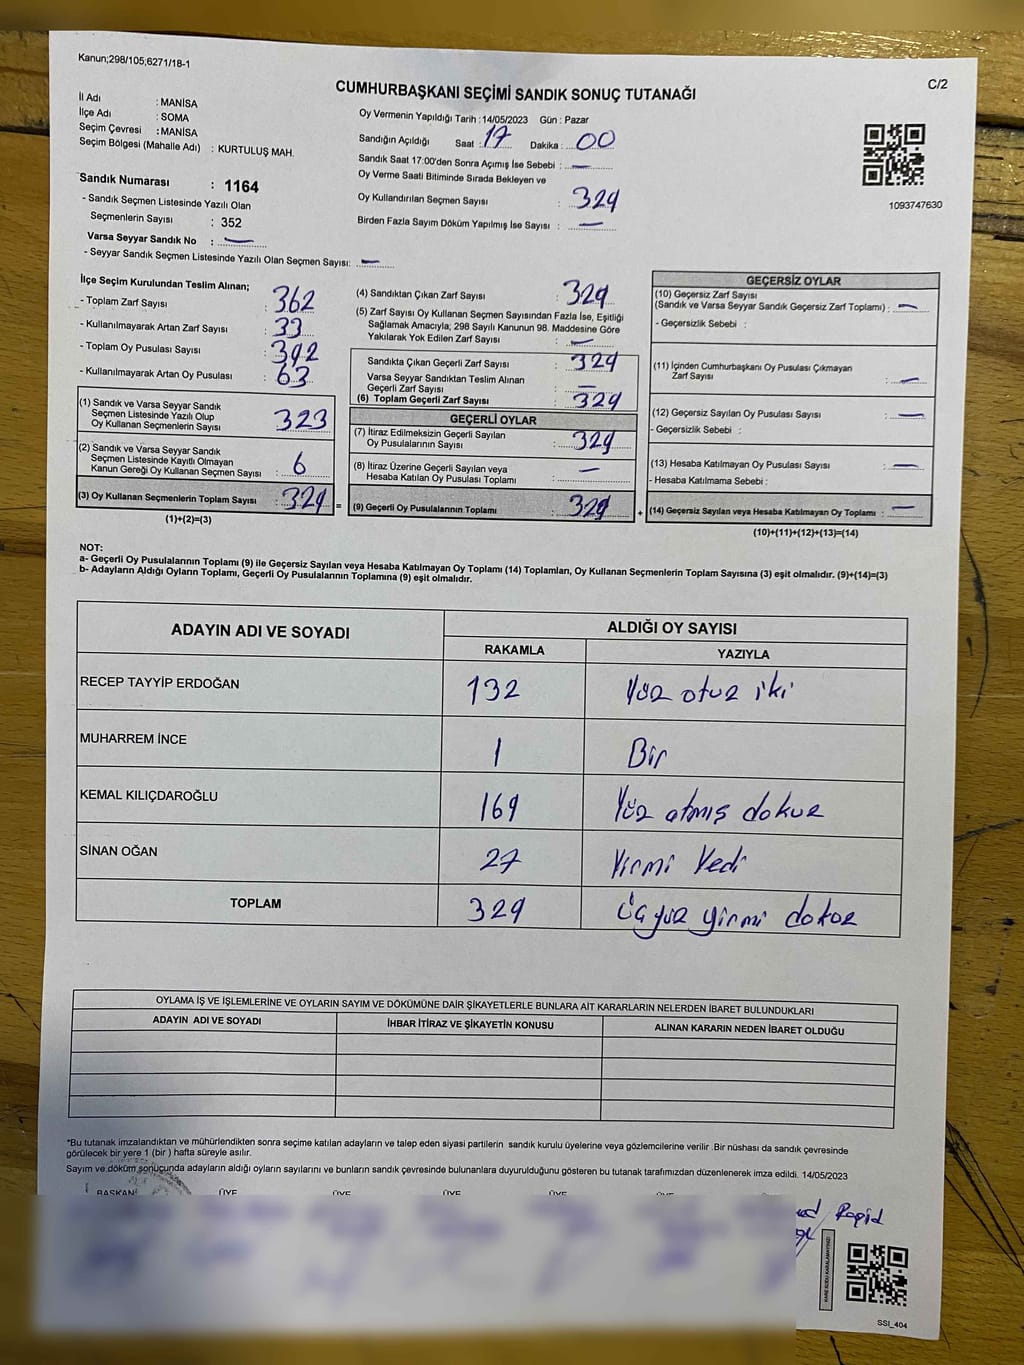 Kanun;298/105;6271/18-1
C/2
CUMHURBAŞKANI SEÇİMİ SANDIK SONUÇ TUTANAĞI
İl Adı : MANİSA
İlçe Adı : SOMA
Seçim Çevresi : MANİSA
Seçim Bölgesi (Mahalle Adı) : KURTULUŞ MAH.
Sandık Numarası : 1164
- Sandık Seçmen Listesinde Yazılı Olan
Seçmenlerin Sayısı : 352
Varsa Seyyar Sandık No : —
- Seyyar Sandık Seçmen Listesinde Yazılı Olan Seçmen Sayısı: —
Oy Vermenin Yapıldığı Tarih : 14/05/2023 Gün : Pazar
Sandığın Açıldığı Saat : 17 Dakika : 00
Sandık Saat 17:00'den Sonra Açımış İse Sebebi : —
Oy Verme Saati Bitiminde Sırada Bekleyen ve
Oy Kullandırılan Seçmen Sayısı : 329
Birden Fazla Sayım Döküm Yapılmış İse Sayısı : —
1093747630
İlçe Seçim Kurulundan Teslim Alınan;
- Toplam Zarf Sayısı : 362
- Kullanılmayarak Artan Zarf Sayısı : 33
- Toplam Oy Pusulası Sayısı : 392
- Kullanılmayarak Artan Oy Pusulası : 63
(1) Sandık ve Varsa Seyyar Sandık
Seçmen Listesinde Yazılı Olup
Oy Kullanan Seçmenlerin Sayısı : 323
(2) Sandık ve Varsa Seyyar Sandık
Seçmen Listesinde Kayıtlı Olmayan
Kanun Gereği Oy Kullanan Seçmen Sayısı : 6
(3) Oy Kullanan Seçmenlerin Toplam Sayısı : 329 =
(1)+(2)=(3)
(4) Sandıktan Çıkan Zarf Sayısı : 329
(5) Zarf Sayısı Oy Kullanan Seçmen Sayısından Fazla İse, Eşitliği
Sağlamak Amacıyla; 298 Sayılı Kanunun 98. Maddesine Göre
Yakılarak Yok Edilen Zarf Sayısı : —
Sandıkta Çıkan Geçerli Zarf Sayısı : 329
Varsa Seyyar Sandıktan Teslim Alınan
Geçerli Zarf Sayısı : —
(6) Toplam Geçerli Zarf Sayısı : 329
GEÇERLİ OYLAR
(7) İtiraz Edilmeksizin Geçerli Sayılan
Oy Pusulalarının Sayısı : 329
(8) İtiraz Üzerine Geçerli Sayılan veya
Hesaba Katılan Oy Pusulası Toplamı : —
(9) Geçerli Oy Pusulalarının Toplamı : 329 +
GEÇERSİZ OYLAR
(10) Geçersiz Zarf Sayısı
(Sandık ve Varsa Seyyar Sandık Geçersiz Zarf Toplamı) : —
- Geçersizlik Sebebi :
(11) İçinden Cumhurbaşkanı Oy Pusulası Çıkmayan
Zarf Sayısı : —
(12) Geçersiz Sayılan Oy Pusulası Sayısı : —
- Geçersizlik Sebebi :
(13) Hesaba Katılmayan Oy Pusulası Sayısı : —
- Hesaba Katılmama Sebebi :
(14) Geçersiz Sayılan veya Hesaba Katılmayan Oy Toplamı : —
(10)+(11)+(12)+(13)=(14)
NOT:
a- Geçerli Oy Pusulalarının Toplamı (9) ile Geçersiz Sayılan veya Hesaba Katılmayan Oy Toplamı (14) Toplamları, Oy Kullanan Seçmenlerin Toplam Sayısına (3) eşit olmalıdır. (9)+(14)=(3)
b- Adayların Aldığı Oyların Toplamı, Geçerli Oy Pusulalarının Toplamına (9) eşit olmalıdır.
ADAYIN ADI VE SOYADI ALDIĞI OY SAYISI
RAKAMLA YAZIYLA
RECEP TAYYİP ERDOĞAN 132 Yüz otuz iki
MUHARREM İNCE 1 Bir
KEMAL KILIÇDAROĞLU 169 Yüz atmış dokuz
SİNAN OĞAN 27 Yirmi Yedi
TOPLAM 329 Üçyüz yirmi dokuz
OYLAMA İŞ VE İŞLEMLERİNE VE OYLARIN SAYIM VE DÖKÜMÜNE DAİR ŞİKAYETLERLE BUNLARA AİT KARARLARIN NELERDEN İBARET BULUNDUKLARI
ADAYIN ADI VE SOYADI İHBAR İTİRAZ VE ŞİKAYETİN KONUSU ALINAN KARARIN NEDEN İBARET OLDUĞU
*Bu tutanak imzalandıktan ve mühürlendikten sonra seçime katılan adayların ve talep eden siyasi partilerin sandık kurulu üyelerine veya gözlemcilerine verilir .Bir nüshası da sandık çevresinde
görülecek bir yere 1 (bir ) hafta süreyle asılır.
Sayım ve döküm sonuçunda adayların aldığı oyların sayılarını ve bunların sandık çevresinde bulunanlara duyurulduğunu gösteren bu tutanak tarafımızdan düzenlenerek imza edildi. 14/05/2023
BAŞKAN ÜYE ÜYE ÜYE ÜYE
SSI_404